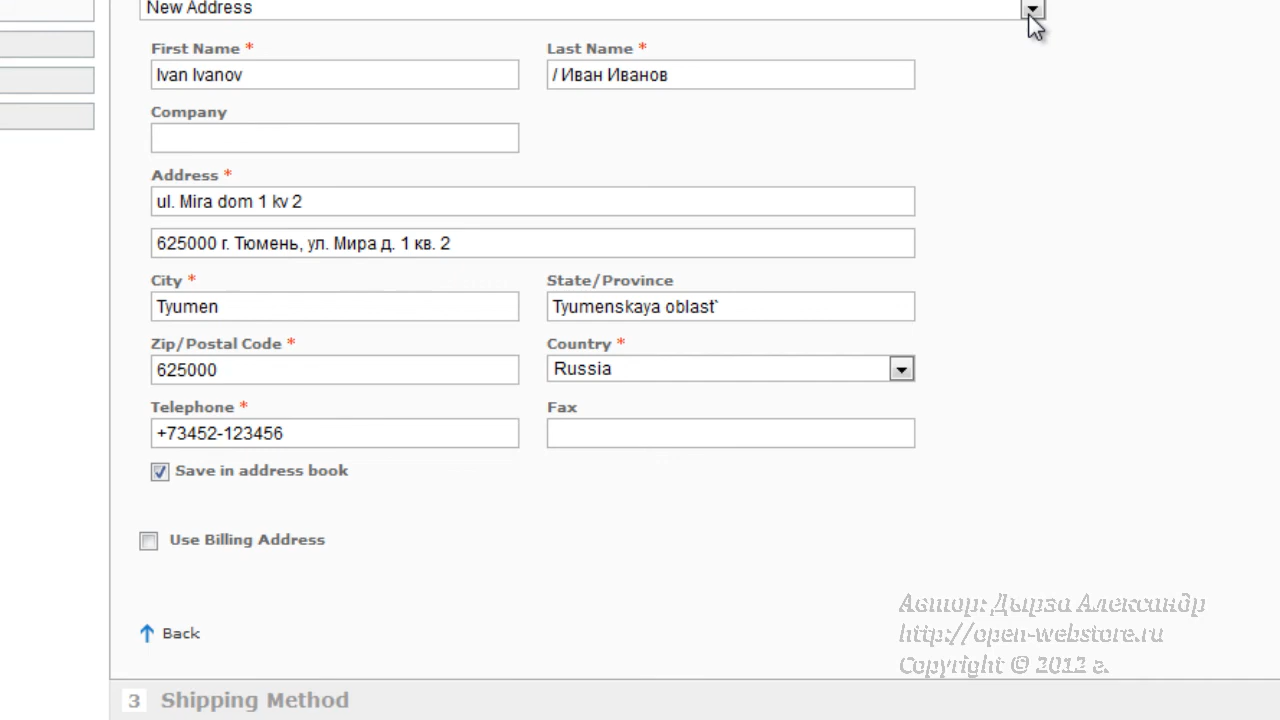 New Address
First Name * Last Name *
Ivan Ivanov / Иван Иванов
Company
Address *
ul. Mira dom 1 kv 2
625000 г. Тюмень, ул. Мира д. 1 кв. 2
City * State/Province
Tyumen Tyumenskaya oblast`
Zip/Postal Code * Country *
625000 Russia
Telephone * Fax
+73452-123456
Save in address book
Use Billing Address
Автор: Дырза Александр
Back http://open-webstore.ru
Copyright © 2012 г.
3 Shipping Method